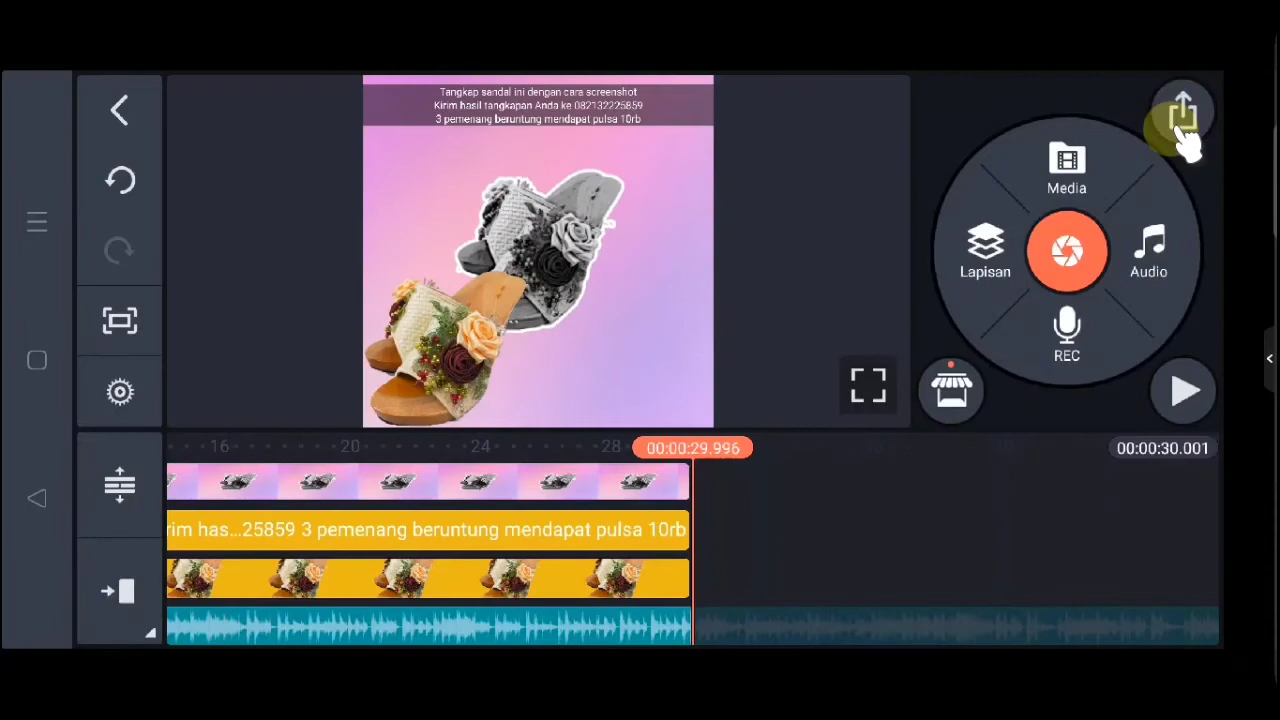 Tangkap sandal ini dengan cara screenshot
Kirim hasil tangkapan Anda ke 082132225859
3 pemenang beruntung mendapat pulsa 10rb
Media
Lapisan
Audio
REC
16
20
24
28
00:00:29.996
00:00:30.001
rim has...25859 3 pemenang beruntung mendapat pulsa 10rb